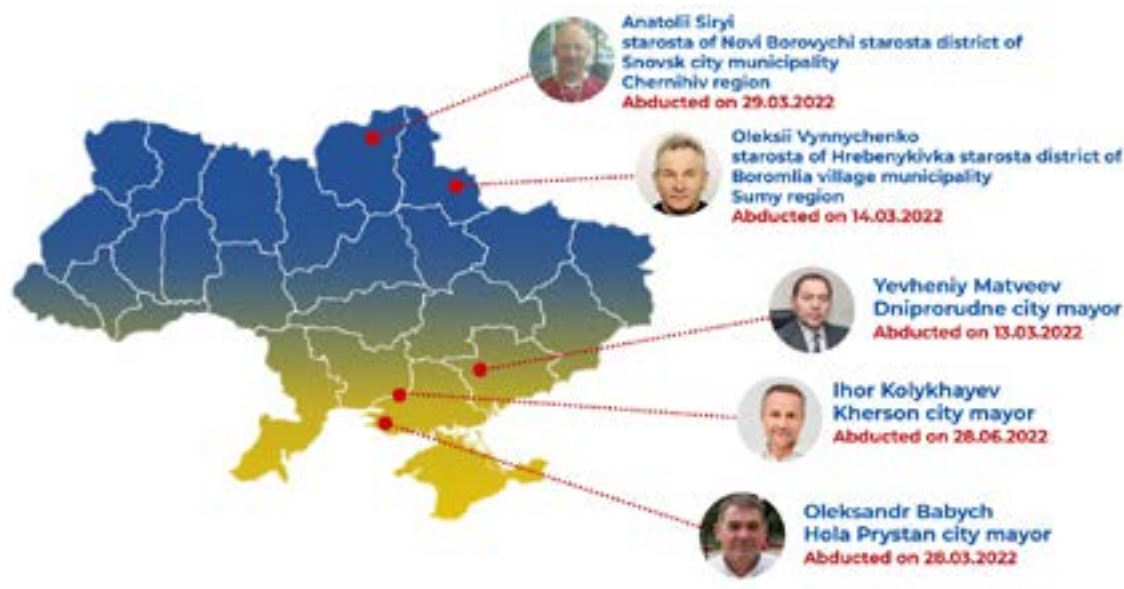 Anatolii Siryi
starosta of Novi Borovychi starosta district of
Snovsk city municipality
Chernihiv region
Abducted on 29.03.2022
Oleksii Vynnychenko
starosta of Hrebenykivka starosta district of
Boromlia village municipality
Sumy region
Abducted on 14.03.2022
Yevheniy Matveev
Dniprorudne city mayor
Abducted on 13.03.2022
Ihor Kolykhayev
Kherson city mayor
Abducted on 28.06.2022
Oleksandr Babych
Hola Prystan city mayor
Abducted on 28.03.2022